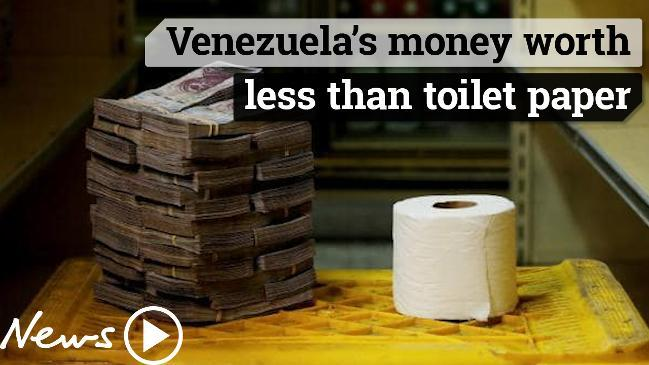 Venezuela's money worth
less than toilet paper
News